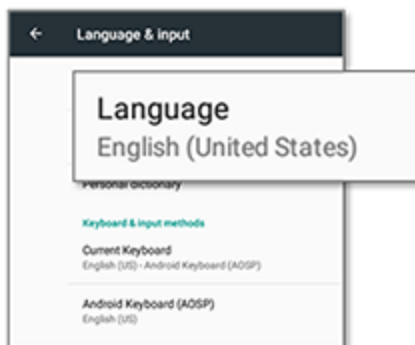 Language & input
Language
English (United States)
Personal dictionary
Keyboard & input methods
Current Keyboard
English (US) - Android Keyboard (AOSP)
Android Keyboard (AOSP)
English (US)